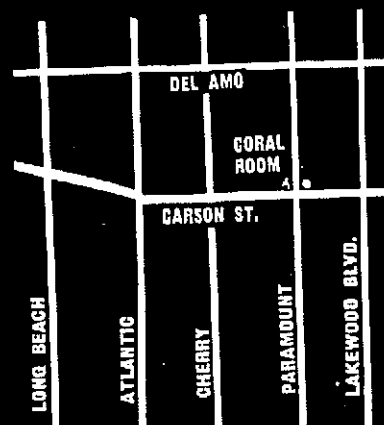 DEL AMO
CORAL
ROOM
CARSON ST.
LONG BEACH
ATLANTIC
CHERRY
PARAMOUNT
LAKEWOOD BLVD.